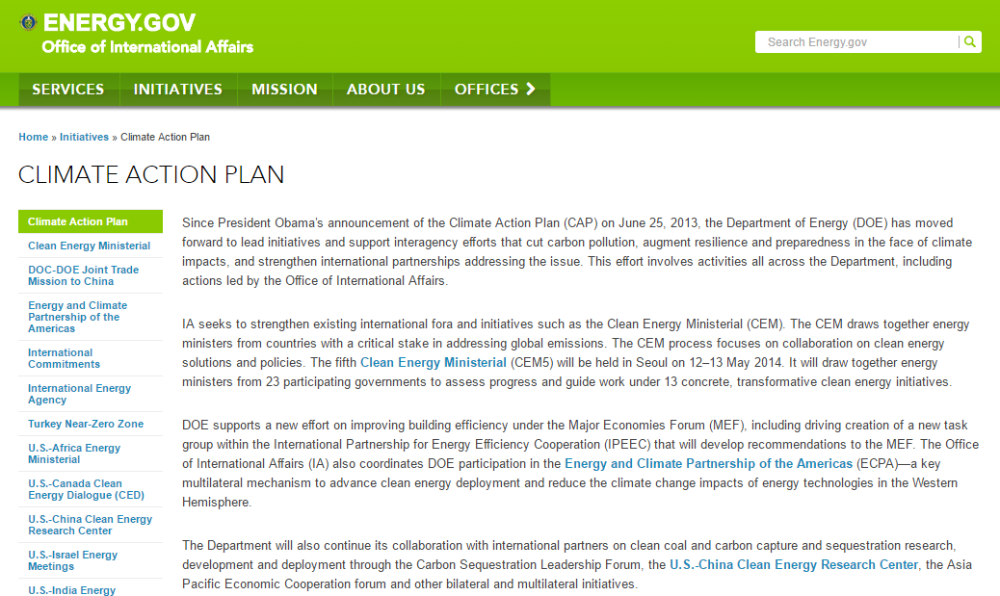 ENERGY.GOV
Office of International Affairs
Search Energy.gov
SERVICES INITIATIVES MISSION ABOUT US OFFICES
Home » Initiatives » Climate Action Plan
CLIMATE ACTION PLAN
Climate Action Plan
Clean Energy Ministerial
DOC-DOE Joint Trade
Mission to China
Energy and Climate
Partnership of the
Americas
International
Commitments
International Energy
Agency
Turkey Near-Zero Zone
U.S.-Africa Energy
Ministerial
U.S.-Canada Clean
Energy Dialogue (CED)
U.S.-China Clean Energy
Research Center
U.S.-Israel Energy
Meetings
U.S.-India Energy
Since President Obama's announcement of the Climate Action Plan (CAP) on June 25, 2013, the Department of Energy (DOE) has moved
forward to lead initiatives and support interagency efforts that cut carbon pollution, augment resilience and preparedness in the face of climate
impacts, and strengthen international partnerships addressing the issue. This effort involves activities all across the Department, including
actions led by the Office of International Affairs.
IA seeks to strengthen existing international fora and initiatives such as the Clean Energy Ministerial (CEM). The CEM draws together energy
ministers from countries with a critical stake in addressing global emissions. The CEM process focuses on collaboration on clean energy
solutions and policies. The fifth Clean Energy Ministerial (CEM5) will be held in Seoul on 12–13 May 2014. It will draw together energy
ministers from 23 participating governments to assess progress and guide work under 13 concrete, transformative clean energy initiatives.
DOE supports a new effort on improving building efficiency under the Major Economies Forum (MEF), including driving creation of a new task
group within the International Partnership for Energy Efficiency Cooperation (IPEEC) that will develop recommendations to the MEF. The Office
of International Affairs (IA) also coordinates DOE participation in the Energy and Climate Partnership of the Americas (ECPA)—a key
multilateral mechanism to advance clean energy deployment and reduce the climate change impacts of energy technologies in the Western
Hemisphere.
The Department will also continue its collaboration with international partners on clean coal and carbon capture and sequestration research,
development and deployment through the Carbon Sequestration Leadership Forum, the U.S.-China Clean Energy Research Center, the Asia
Pacific Economic Cooperation forum and other bilateral and multilateral initiatives.